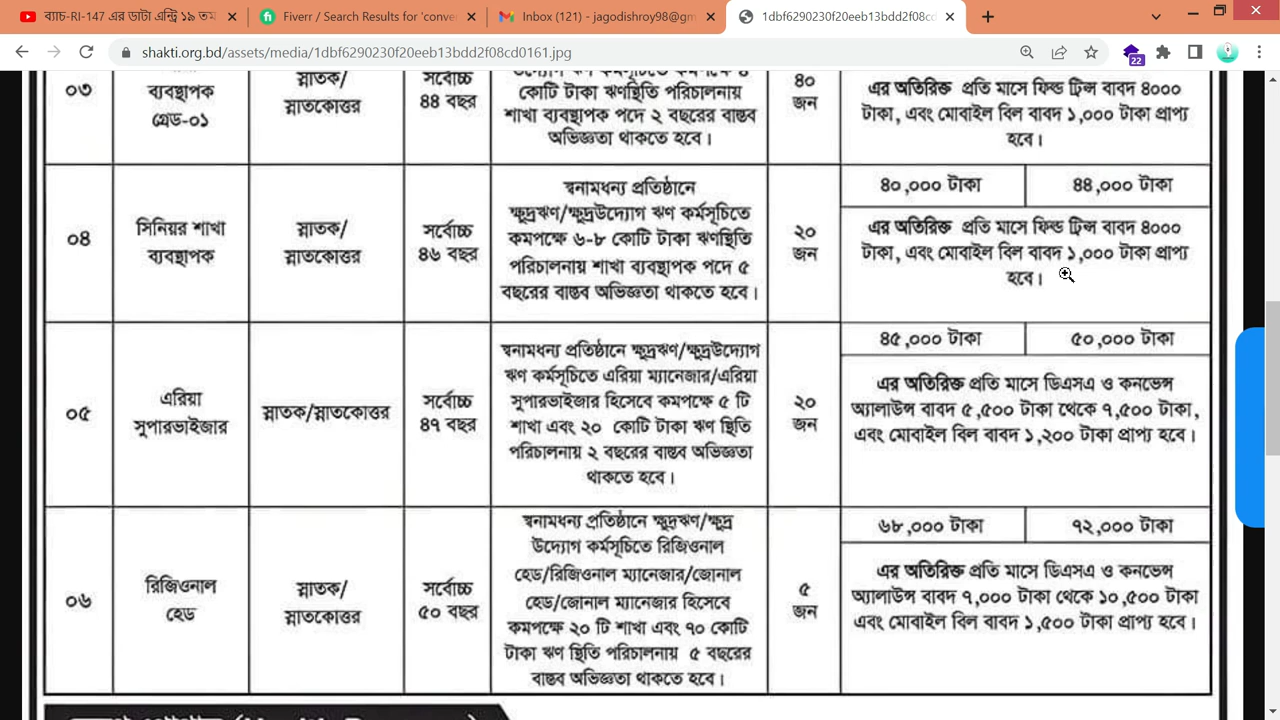 ব্যাচ-RI-147 এর ডাটা এন্ট্রি ১৯ তম
Fiverr / Search Results for 'conver
Inbox (121) - jagodishroy98@gm
1dbf6290230f20eeb13bdd2f08cd0
shakti.org.bd/assets/media/1dbf6290230f20eeb13bdd2f08cd0161.jpg
22
০৩
ব্যবস্থাপক
গ্রেড-০১
স্নাতক/
স্নাতকোত্তর
সর্বোচ্চ
৪৪ বছর
কোটি টাকা ঋণস্থিতি পরিচালনায়
শাখা ব্যবস্থাপক পদে ২ বছরের বাস্তব
অভিজ্ঞতা থাকতে হবে।
৪০
জন
এর অতিরিক্ত প্রতি মাসে ফিল্ড ট্রিপ্স বাবদ ৪০০০
টাকা, এবং মোবাইল বিল বাবদ ১,০০০ টাকা প্রাপ্য
হবে।
০৪
সিনিয়র শাখা
ব্যবস্থাপক
স্নাতক/
স্নাতকোত্তর
সর্বোচ্চ
৪৬ বছর
স্বনামধন্য প্রতিষ্ঠানে
ক্ষুদ্রঋণ/ক্ষুদ্রউদ্যোগ ঋণ কর্মসূচিতে
কমপক্ষে ৬-৮ কোটি টাকা ঋণস্থিতি
পরিচালনায় শাখা ব্যবস্থাপক পদে ৫
বছরের বাস্তব অভিজ্ঞতা থাকতে হবে।
২০
জন
৪০,০০০ টাকা
৪৪,০০০ টাকা
এর অতিরিক্ত প্রতি মাসে ফিল্ড ট্রিপ্স বাবদ ৪০০০
টাকা, এবং মোবাইল বিল বাবদ ১,০০০ টাকা প্রাপ্য
হবে।
০৫
এরিয়া
সুপারভাইজার
স্নাতক/স্নাতকোত্তর
সর্বোচ্চ
৪৭ বছর
স্বনামধন্য প্রতিষ্ঠানে ক্ষুদ্রঋণ/ক্ষুদ্রউদ্যোগ
ঋণ কর্মসূচিতে এরিয়া ম্যানেজার/এরিয়া
সুপারভাইজার হিসেবে কমপক্ষে ৫ টি
শাখা এবং ২০ কোটি টাকা ঋণ স্থিতি
পরিচালনায় ২ বছরের বাস্তব অভিজ্ঞতা
থাকতে হবে।
২০
জন
৪৫,০০০ টাকা
৫০,০০০ টাকা
এর অতিরিক্ত প্রতি মাসে ডিএসএ ও কনভেন্স
অ্যালাউন্স বাবদ ৫,৫০০ টাকা থেকে ৭,৫০০ টাকা,
এবং মোবাইল বিল বাবদ ১,২০০ টাকা প্রাপ্য হবে।
০৬
রিজিওনাল
হেড
স্নাতক/
স্নাতকোত্তর
সর্বোচ্চ
৫০ বছর
স্বনামধন্য প্রতিষ্ঠানে ক্ষুদ্রঋণ/ক্ষুদ্র
উদ্যোগ কর্মসূচিতে রিজিওনাল
হেড/রিজিওনাল ম্যানেজার/জোনাল
হেড/জোনাল ম্যানেজার হিসেবে
কমপক্ষে ২০ টি শাখা এবং ৭০ কোটি
টাকা ঋণ স্থিতি পরিচালনায় ৫ বছরের
বাস্তব অভিজ্ঞতা থাকতে হবে।
৫
জন
৬৮,০০০ টাকা
৭২,০০০ টাকা
এর অতিরিক্ত প্রতি মাসে ডিএসএ ও কনভেন্স
অ্যালাউন্স বাবদ ৭,০০০ টাকা থেকে ১০,৫০০ টাকা
এবং মোবাইল বিল বাবদ ১,৫০০ টাকা প্রাপ্য হবে।